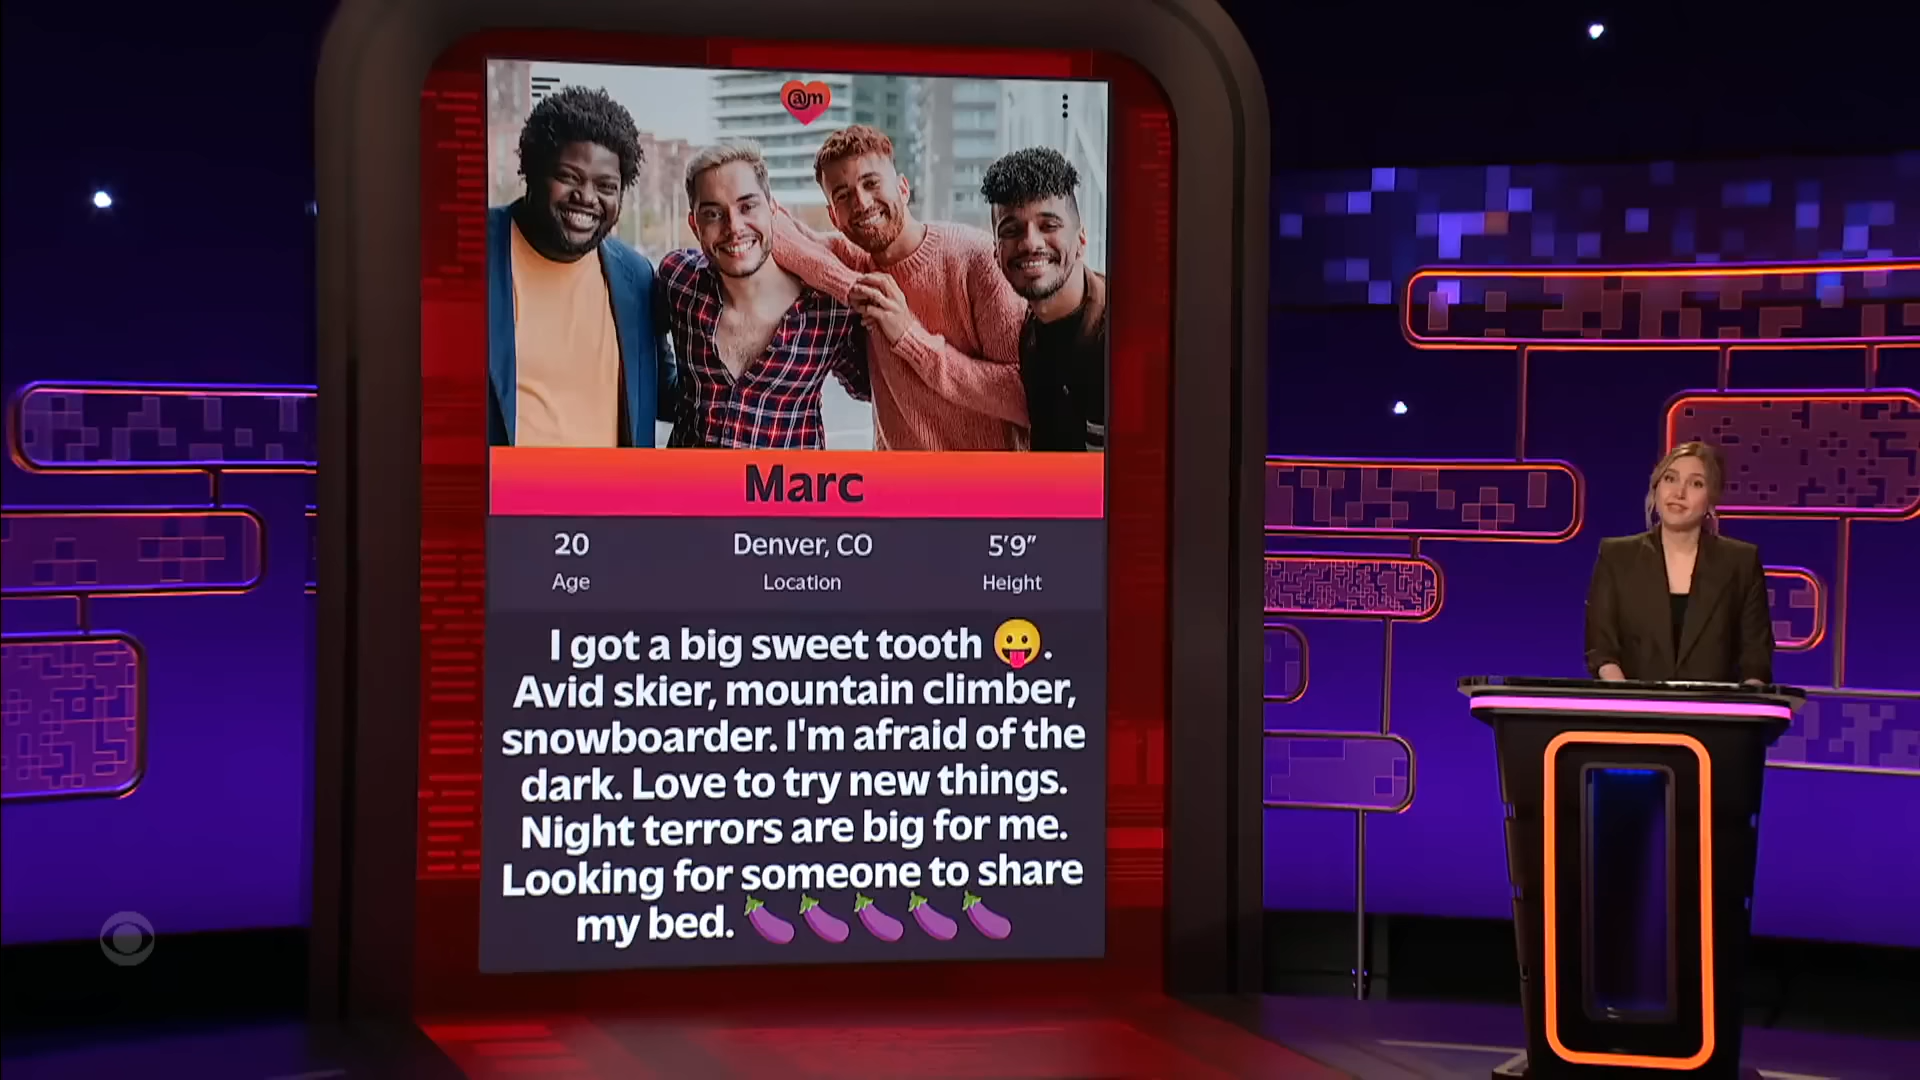 @m
Marc
20
Age
Denver, CO
Location
5'9"
Height
I got a big sweet tooth 😛.
Avid skier, mountain climber,
snowboarder. I'm afraid of the
dark. Love to try new things.
Night terrors are big for me.
Looking for someone to share
my bed. 🍆🍆🍆🍆🍆